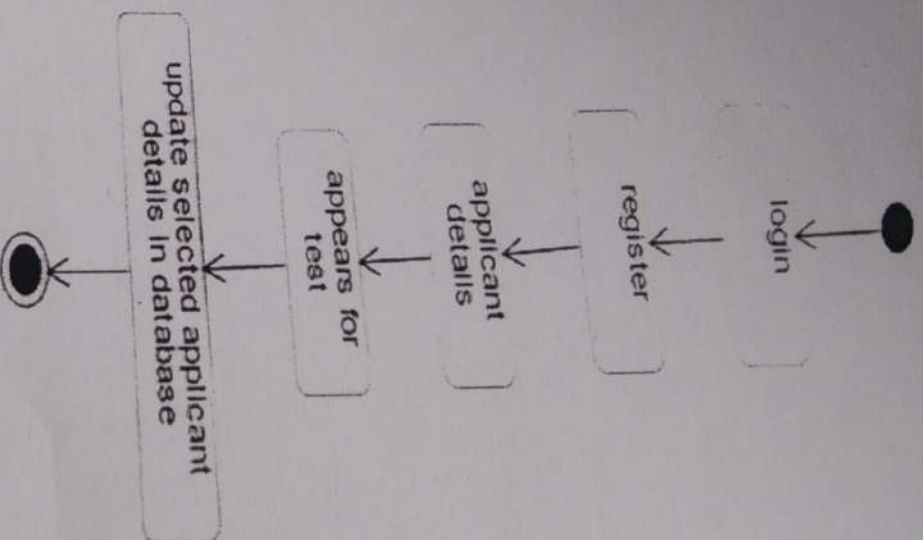 login
register
applicant
details
appears for
test
update selected applicant
details in database